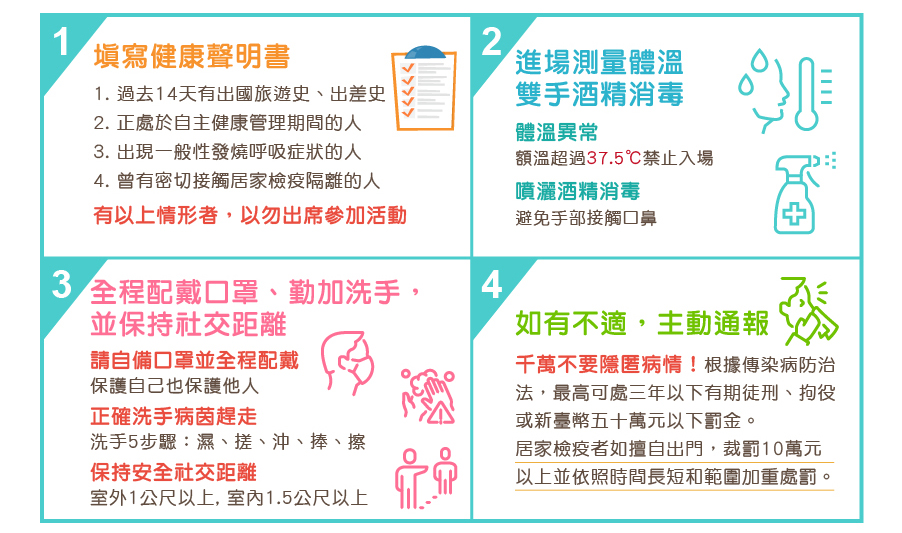 1
填寫健康聲明書
1. 過去14天有出國旅遊史、出差史
2. 正處於自主健康管理期間的人
3. 出現一般性發燒呼吸症狀的人
4. 曾有密切接觸居家檢疫隔離的人
有以上情形者，以勿出席參加活動
2
進場測量體溫
雙手酒精消毒
體溫異常
額溫超過37.5℃禁止入場
噴灑酒精消毒
避免手部接觸口鼻
3
全程配戴口罩、勤加洗手，
並保持社交距離
請自備口罩並全程配戴
保護自己也保護他人
正確洗手病茵趕走
洗手5步驟：濕、搓、沖、捧、擦
保持安全社交距離
室外1公尺以上, 室內1.5公尺以上
4
如有不適，主動通報
千萬不要隱匿病情！根據傳染病防治
法，最高可處三年以下有期徒刑、拘役
或新臺幣五十萬元以下罰金。
居家檢疫者如擅自出門，裁罰10萬元
以上並依照時間長短和範圍加重處罰。